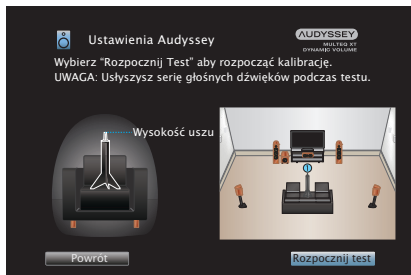 Ustawienia Audyssey
AUDYSSEY
MULTEQ XT
DYNAMIC VOLUME
Wybierz "Rozpocznij Test" aby rozpocząć kalibrację.
UWAGA: Usłyszysz serię głośnych dźwięków podczas testu.
Wysokość uszu
Powrót
Rozpocznij test